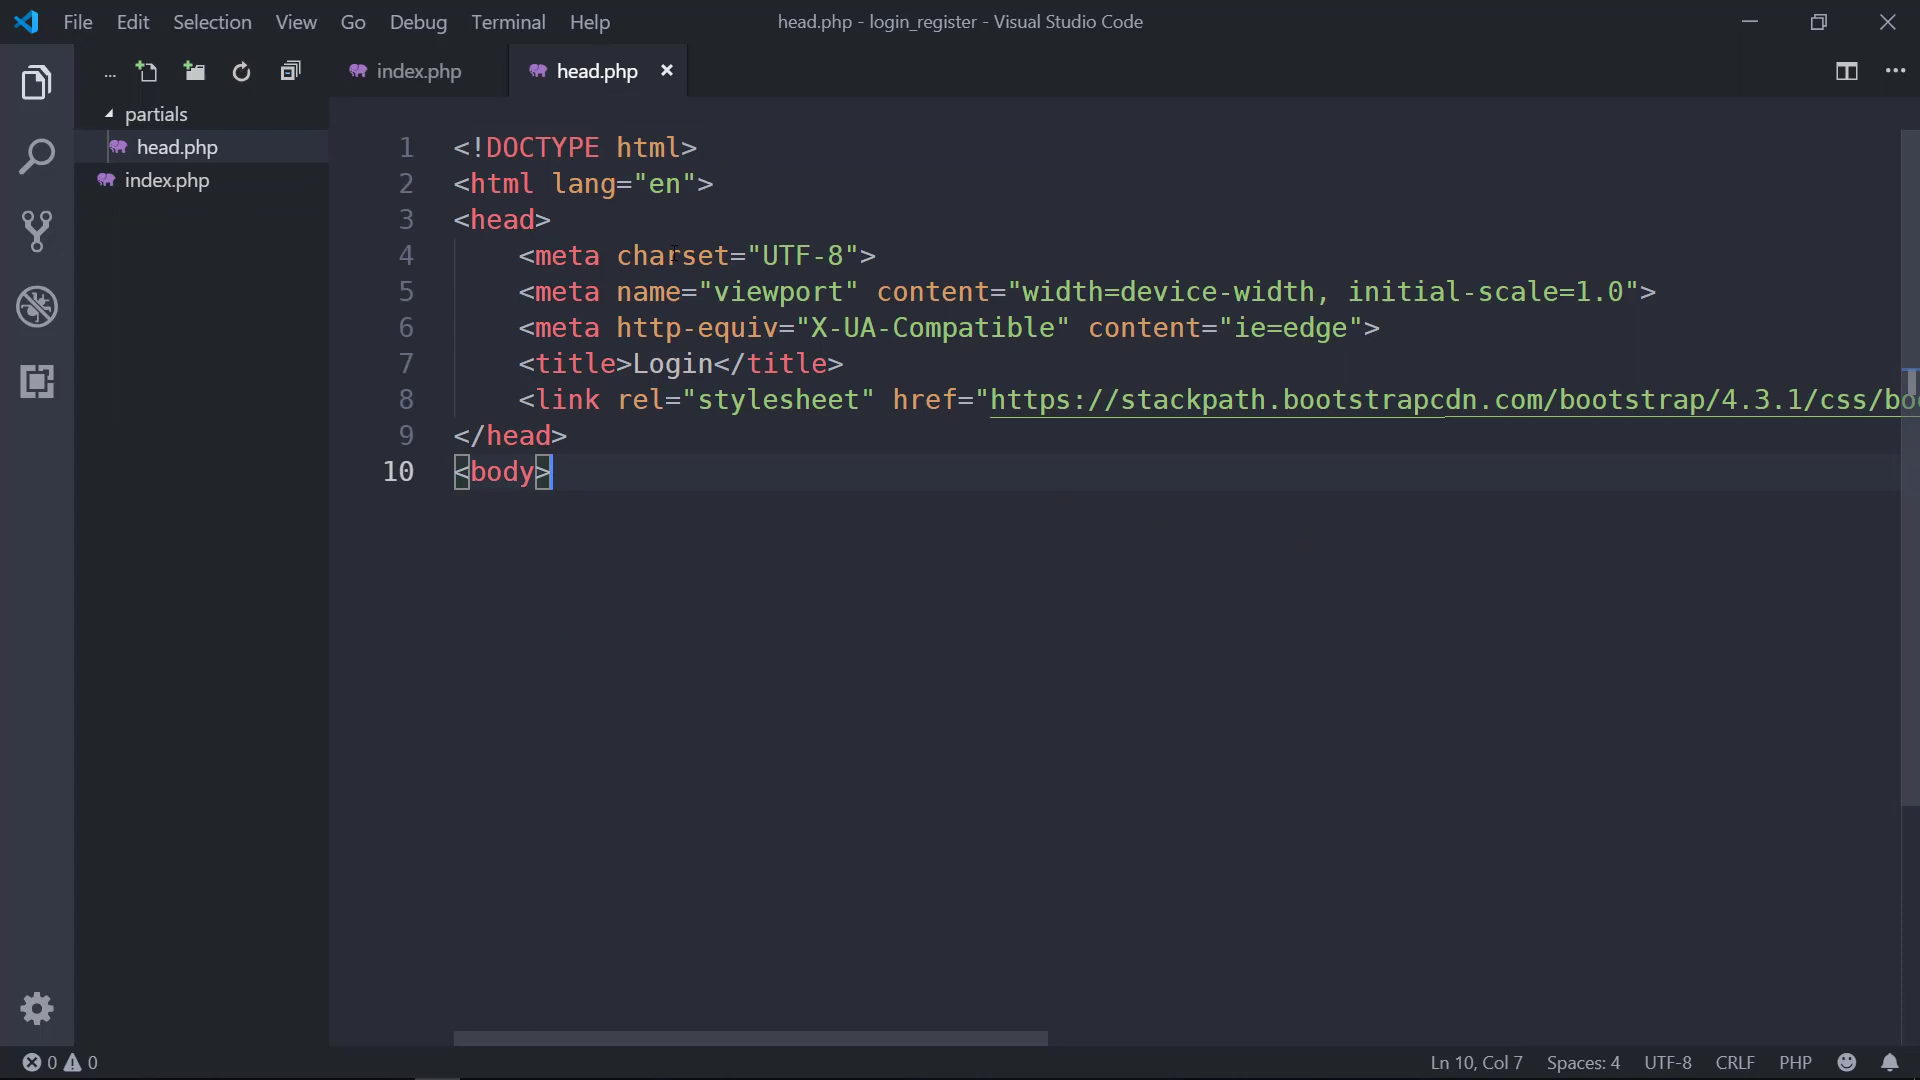 File Edit Selection View Go Debug Terminal Help head.php - login_register - Visual Studio Code
... index.php head.php
partials
head.php
index.php
1 <!DOCTYPE html>
2 <html lang="en">
3 <head>
4 <meta charset="UTF-8">
5 <meta name="viewport" content="width=device-width, initial-scale=1.0">
6 <meta http-equiv="X-UA-Compatible" content="ie=edge">
7 <title>Login</title>
8 <link rel="stylesheet" href="https://stackpath.bootstrapcdn.com/bootstrap/4.3.1/css/bo
9 </head>
10 <body>
0 0 Ln 10, Col 7 Spaces: 4 UTF-8 CRLF PHP